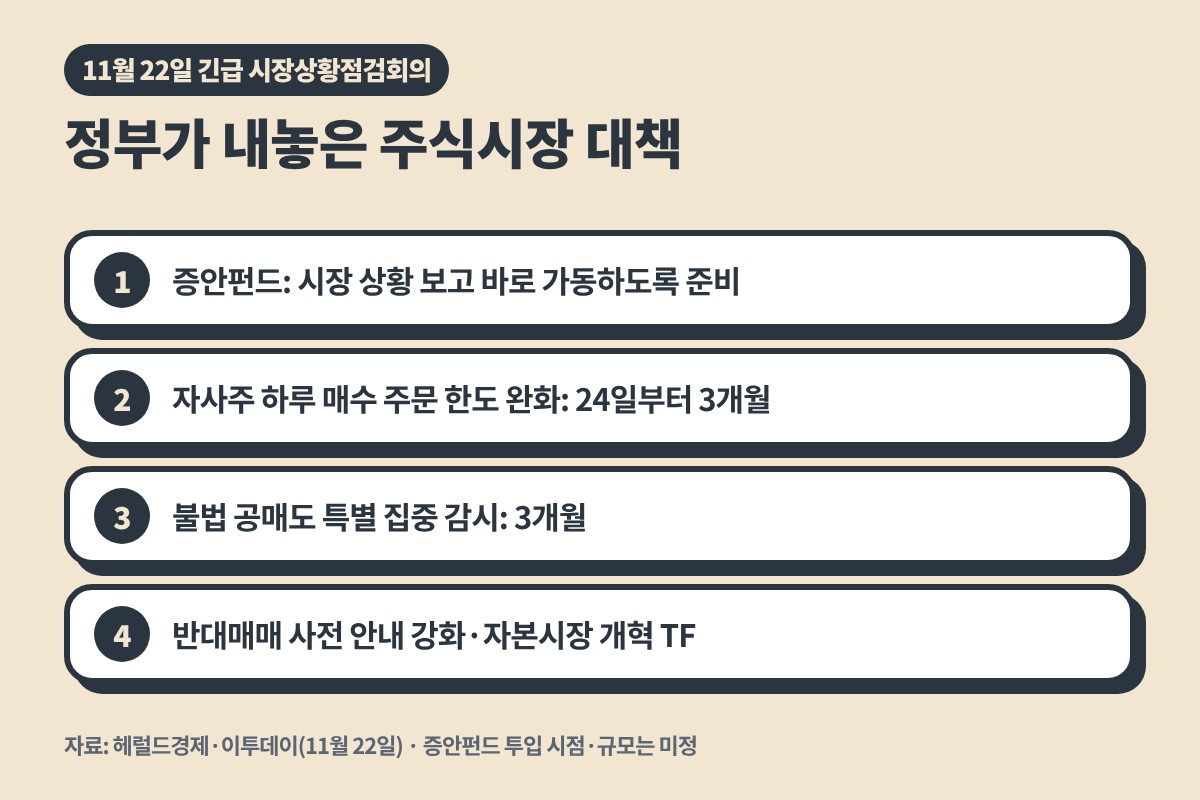 11월 22일 긴급 시장상황점검회의
정부가 내놓은 주식시장 대책
1 증안펀드: 시장 상황 보고 바로 가동하도록 준비
2 자사주 하루 매수 주문 한도 완화: 24일부터 3개월
3 불법 공매도 특별 집중 감시: 3개월
4 반대매매 사전 안내 강화·자본시장 개혁 TF
자료: 헤럴드경제·이투데이(11월 22일) · 증안펀드 투입 시점·규모는 미정